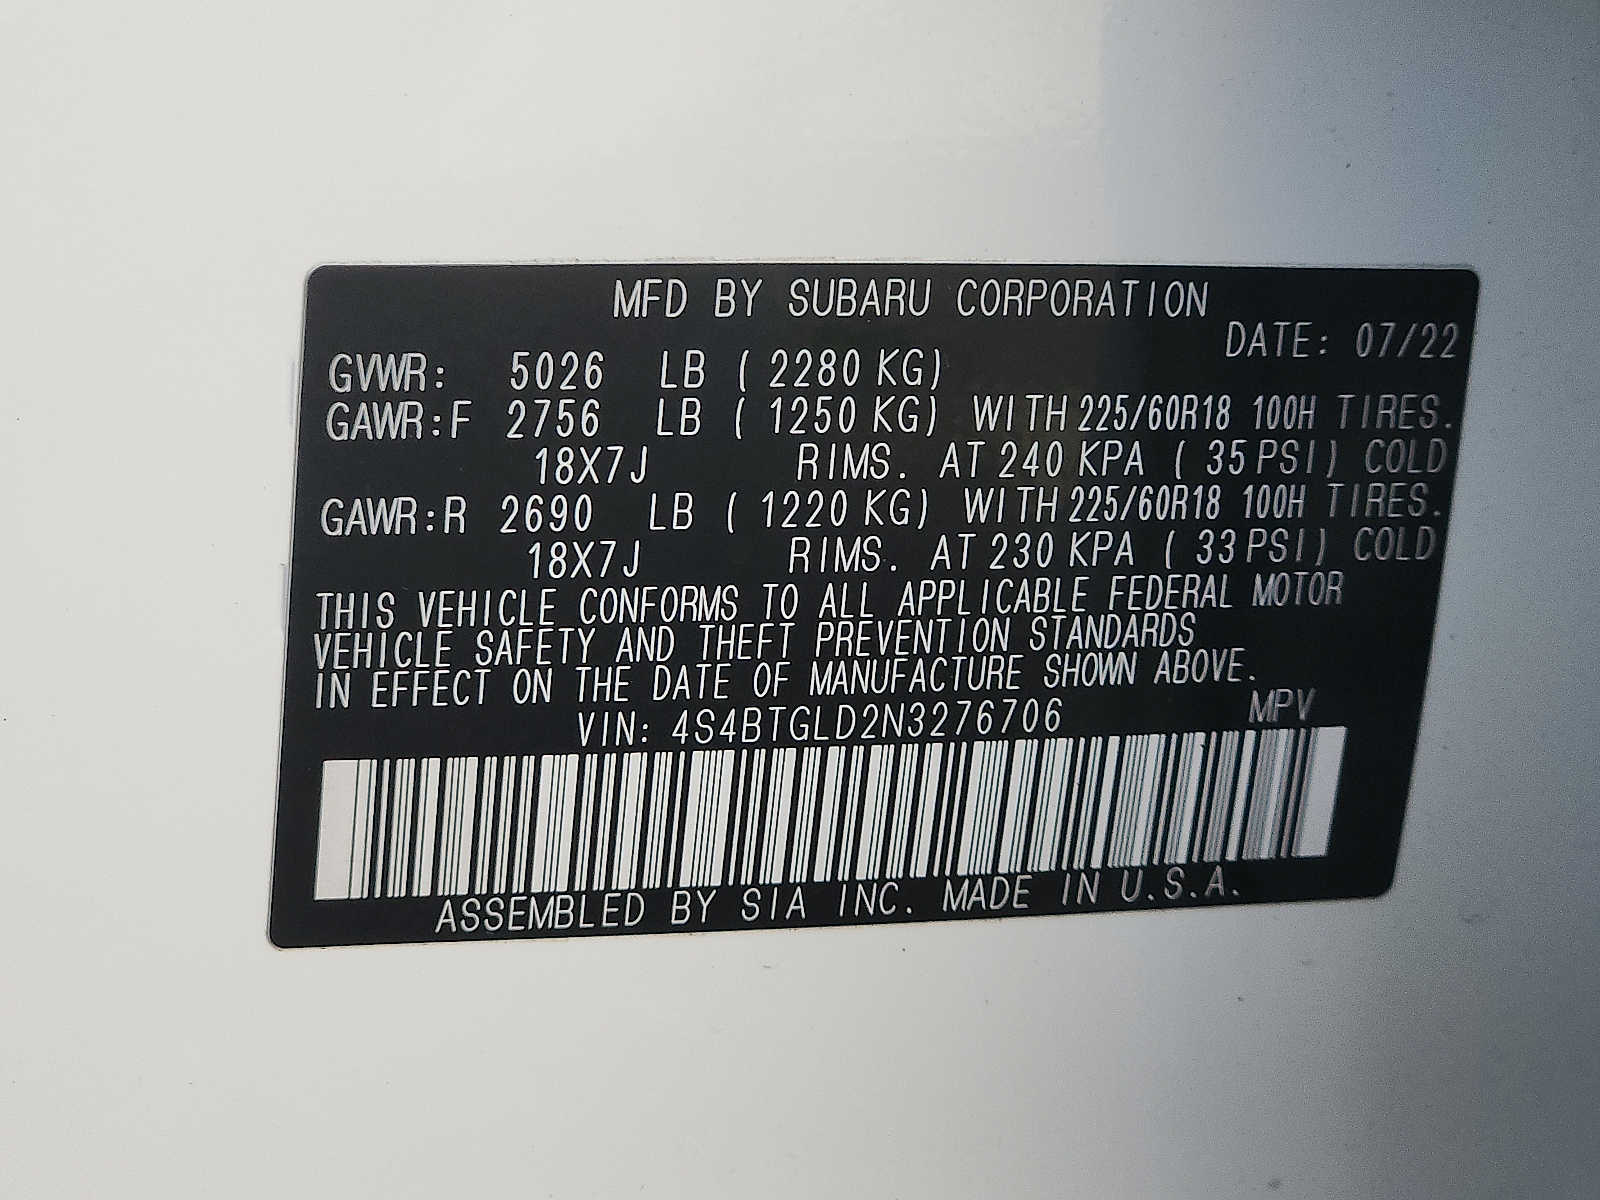 MFD BY SUBARU CORPORATION
DATE: 07/22
GVWR: 5026 LB ( 2280 KG)
GAWR:F 2756 LB ( 1250 KG) WITH 225/60R18 100H TIRES.
18X7J RIMS. AT 240 KPA ( 35 PSI) COLD
GAWR:R 2690 LB ( 1220 KG) WITH 225/60R18 100H TIRES.
18X7J RIMS. AT 230 KPA ( 33 PSI) COLD
THIS VEHICLE CONFORMS TO ALL APPLICABLE FEDERAL MOTOR
VEHICLE SAFETY AND THEFT PREVENTION STANDARDS
IN EFFECT ON THE DATE OF MANUFACTURE SHOWN ABOVE.
VIN: 4S4BTGLD2N3276706 MPV
ASSEMBLED BY SIA INC. MADE IN U.S.A.